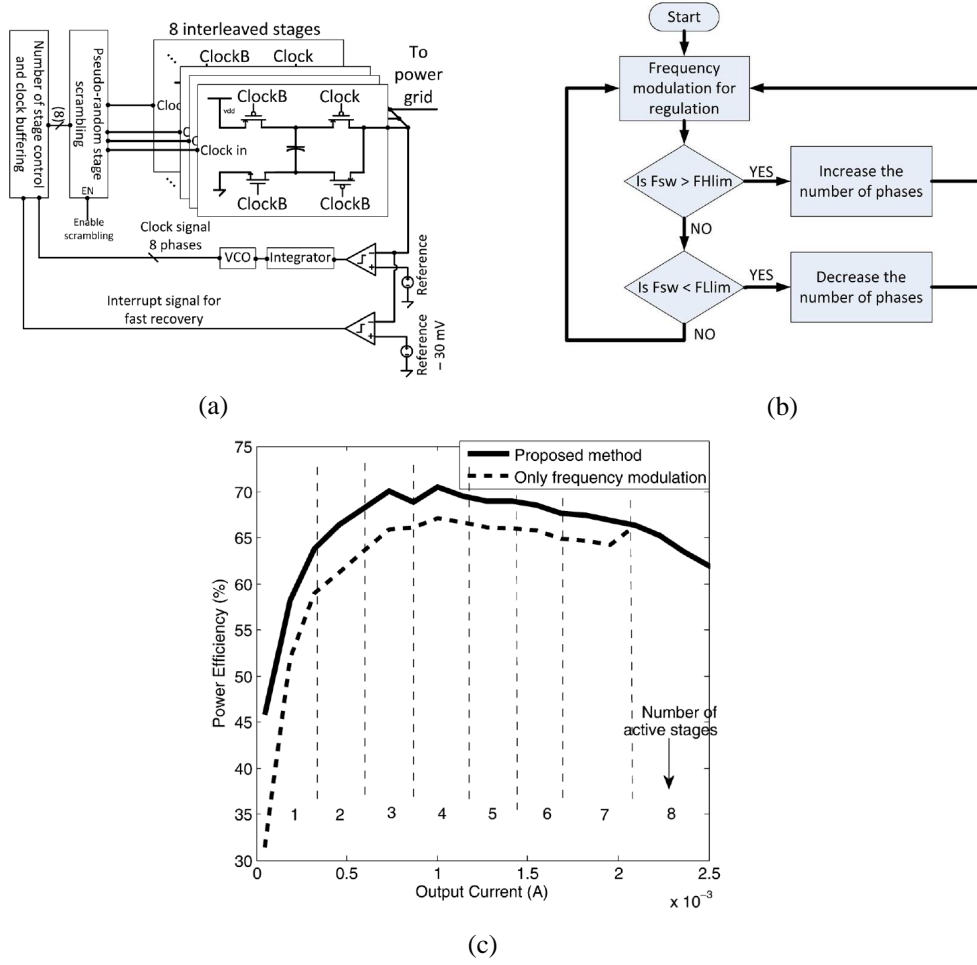 8 interleaved stages
Number of stage control
and clock buffering
(8)
Pseudo-random stage
scrambling
EN
Enable
scrambling
ClockB Clock
Cloc
C
C
vdd
ClockB Clock
Clock in
ClockB ClockB
To
power
grid
Clock signal
8 phases
VCO
Integrator
Reference
Interrupt signal for
fast recovery
Reference
– 30 mV
(a)
Start
Frequency
modulation for
regulation
Is Fsw > FHlim
YES
Increase the
number of phases
NO
Is Fsw < FLlim
YES
Decrease the
number of phases
NO
(b)
Power Efficiency (%)
75
70
65
60
55
50
45
40
35
30
Proposed method
Only frequency modulation
Number of
active stages
1 2 3 4 5 6 7 8
0 0.5 1 1.5 2 2.5
Output Current (A)
x 10⁻³
(c)